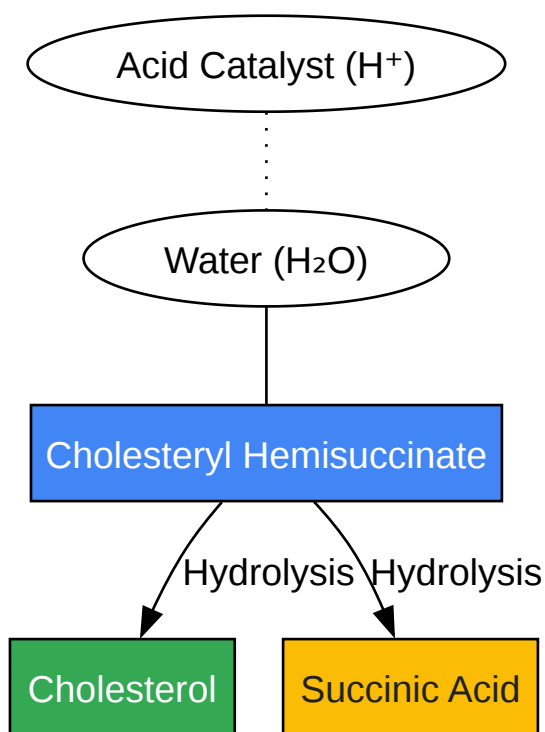 Acid Catalyst (H⁺)
Water (H₂O)
Cholesteryl Hemisuccinate
Hydrolysis Hydrolysis
Cholesterol
Succinic Acid